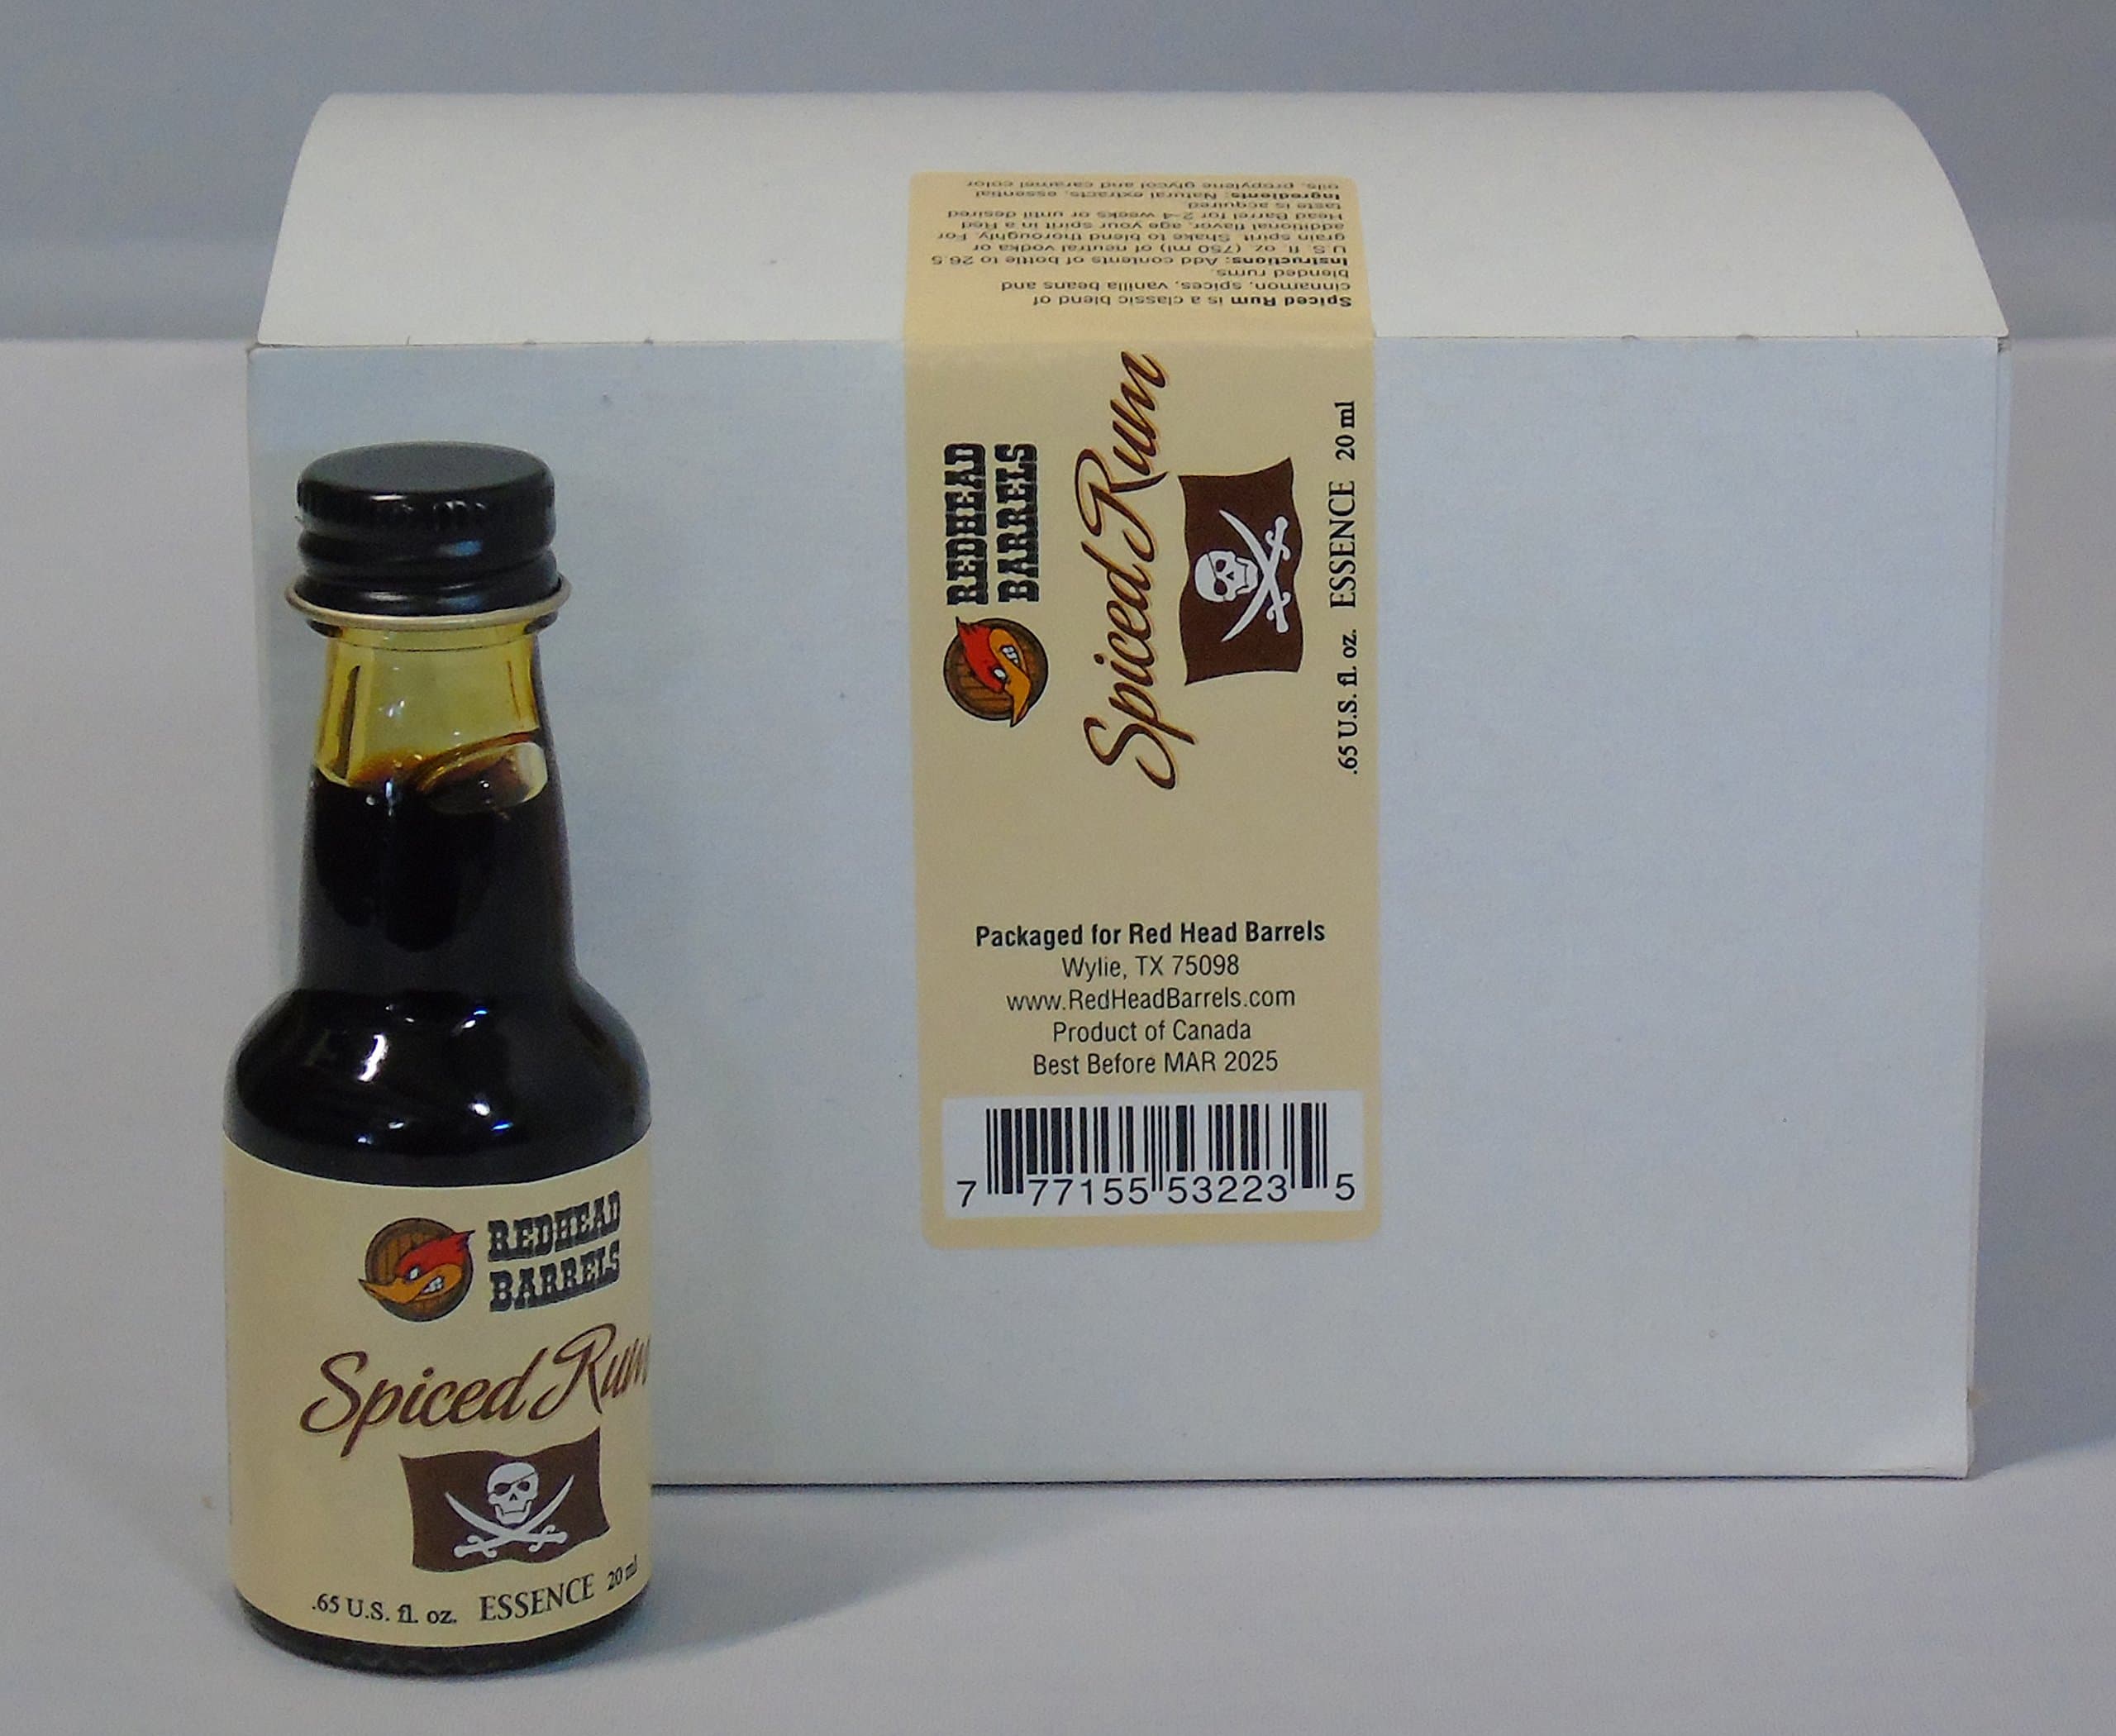 Spiced Rum is a classic blend of
cinnamon, spices, vanilla beans and
blended rums.
Instructions: Add contents of bottle to 26.5
U.S. fl. oz. (750 ml) of neutral vodka or
grain spirit. Shake to blend thoroughly. For
additional flavor, age your spirit in a Red
Head Barrel for 2-4 weeks or until desired
taste is acquired.
Ingredients: Natural extracts, essential
oils, propylene glycol and caramel color
REDHEAD
BARRELS
Spiced Rum
.65 U.S. fl. oz. ESSENCE 20 ml
Packaged for Red Head Barrels
Wylie, TX 75098
www.RedHeadBarrels.com
Product of Canada
Best Before MAR 2025
7 77155 53223 5
REDHEAD
BARRELS
Spiced Rum
.65 U.S. fl. oz. ESSENCE 20 ml